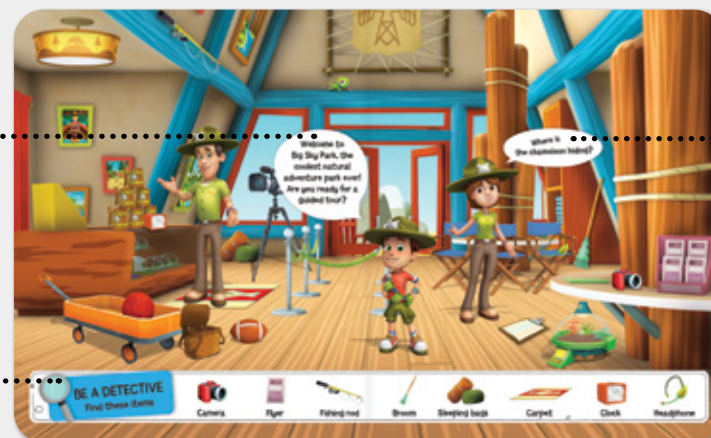 Welcome to
Big Sky Park, the
coolest natural
adventure park ever!
Are you ready for a
guided tour?
Where is
the chameleon hiding?
BE A DETECTIVE
Find these items
Camera
Flyer
Fishing rod
Broom
Sleeping bags
Carpet
Clock
Headphone